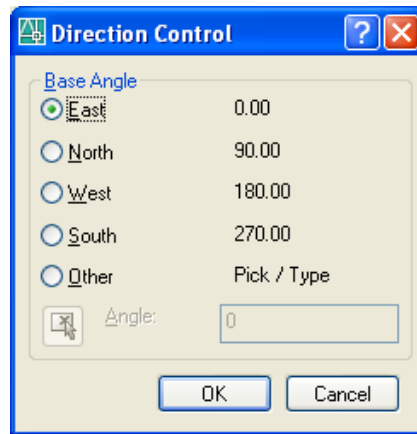 Direction Control
Base Angle
East 0.00
North 90.00
West 180.00
South 270.00
Other Pick / Type
Angle: 0
OK Cancel